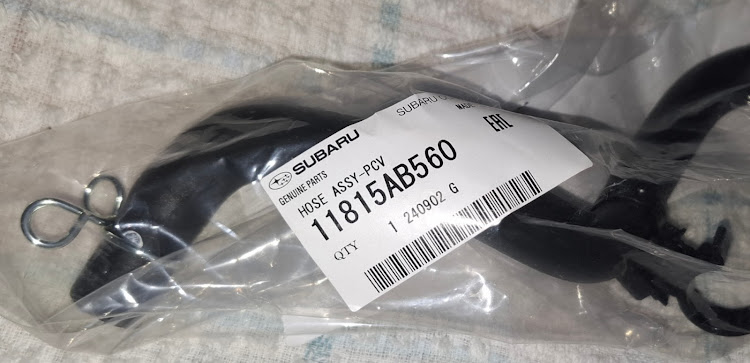 SUBARU
SUBARU
GENUINE PARTS
HOSE ASSY-PCV
11815AB560
QTY 1 240902 G
EAC